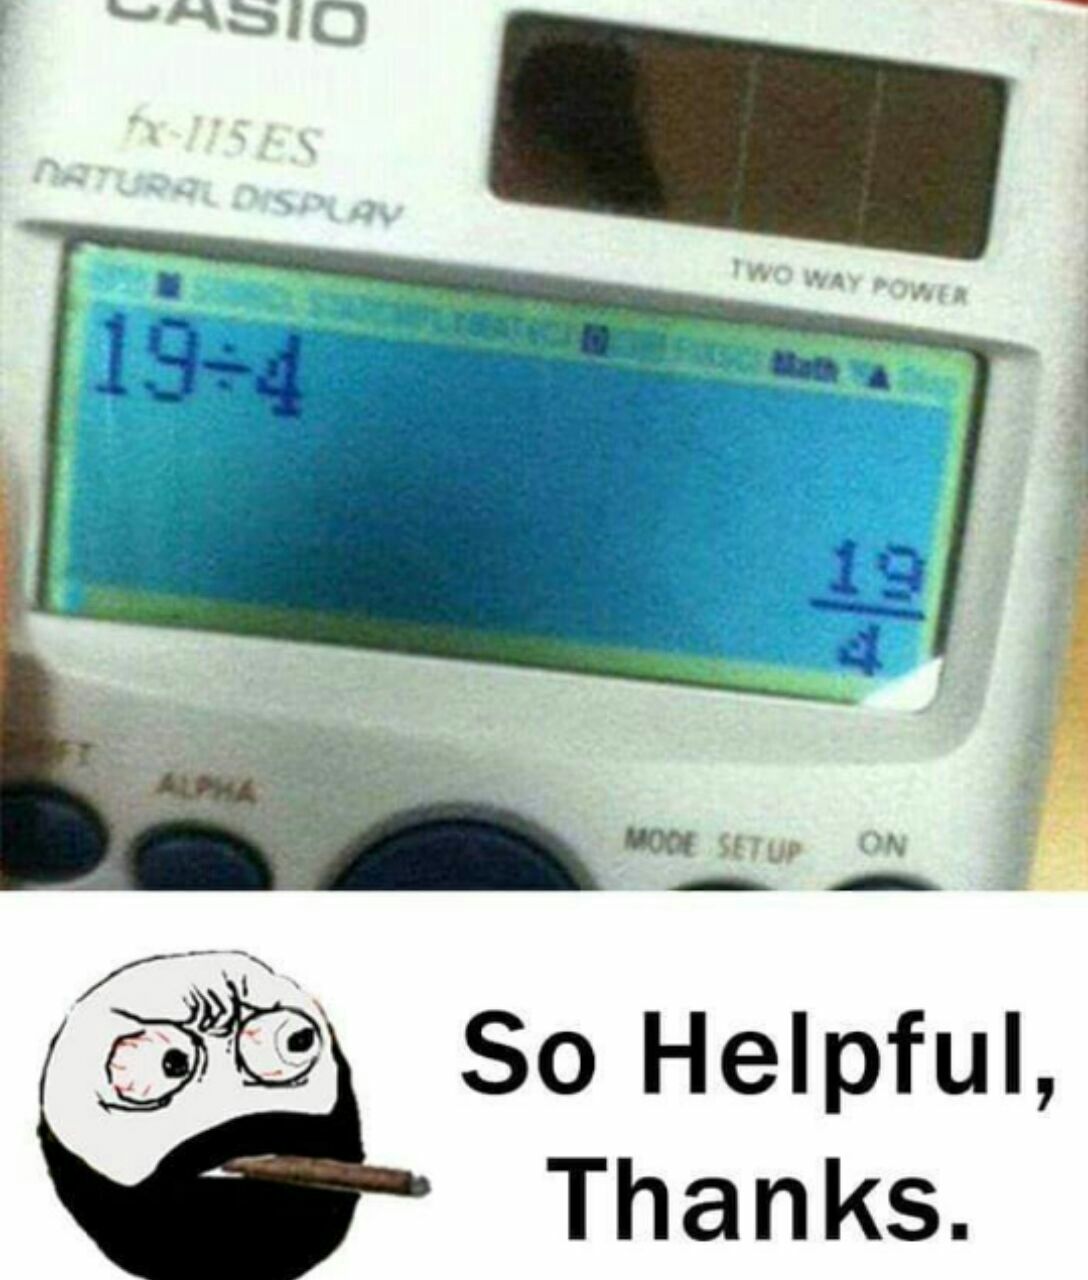 CASIO
fx-115ES
NATURAL DISPLAY
TWO WAY POWER
Math ▲
19÷4
19
4
ALPHA
MODE SETUP ON
So Helpful,
Thanks.